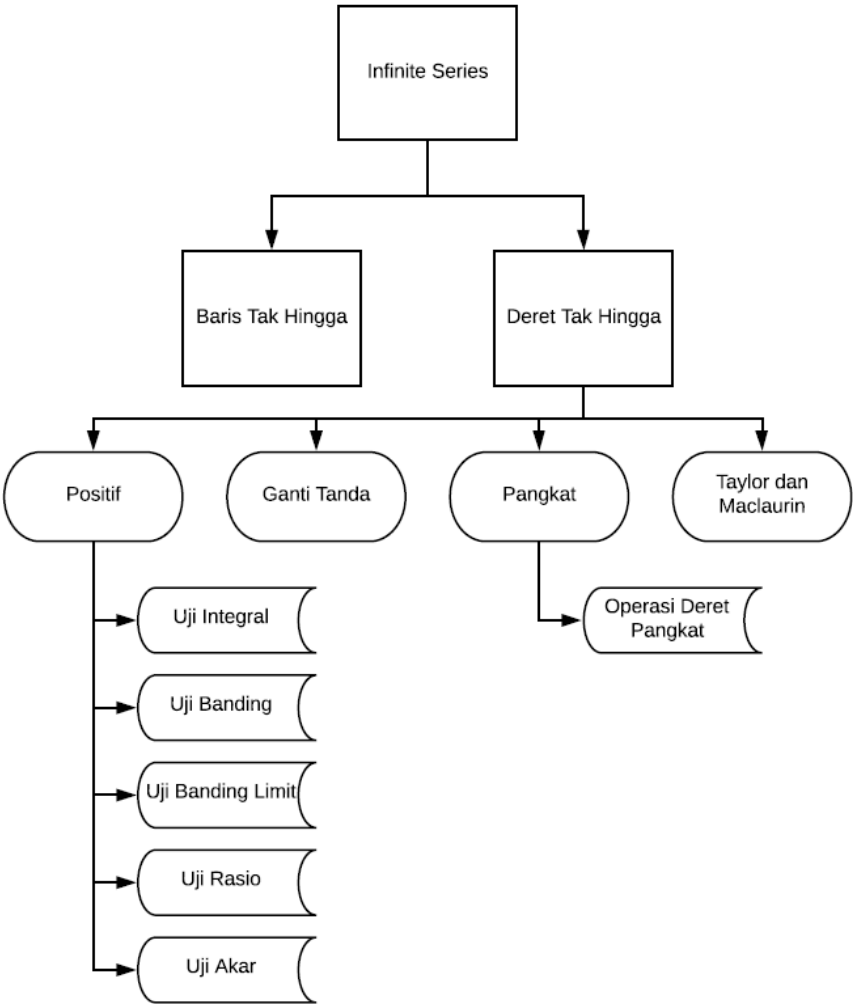 Infinite Series
Baris Tak Hingga
Deret Tak Hingga
Positif
Ganti Tanda
Pangkat
Taylor dan
Maclaurin
Uji Integral
Operasi Deret
Pangkat
Uji Banding
Uji Banding Limit
Uji Rasio
Uji Akar